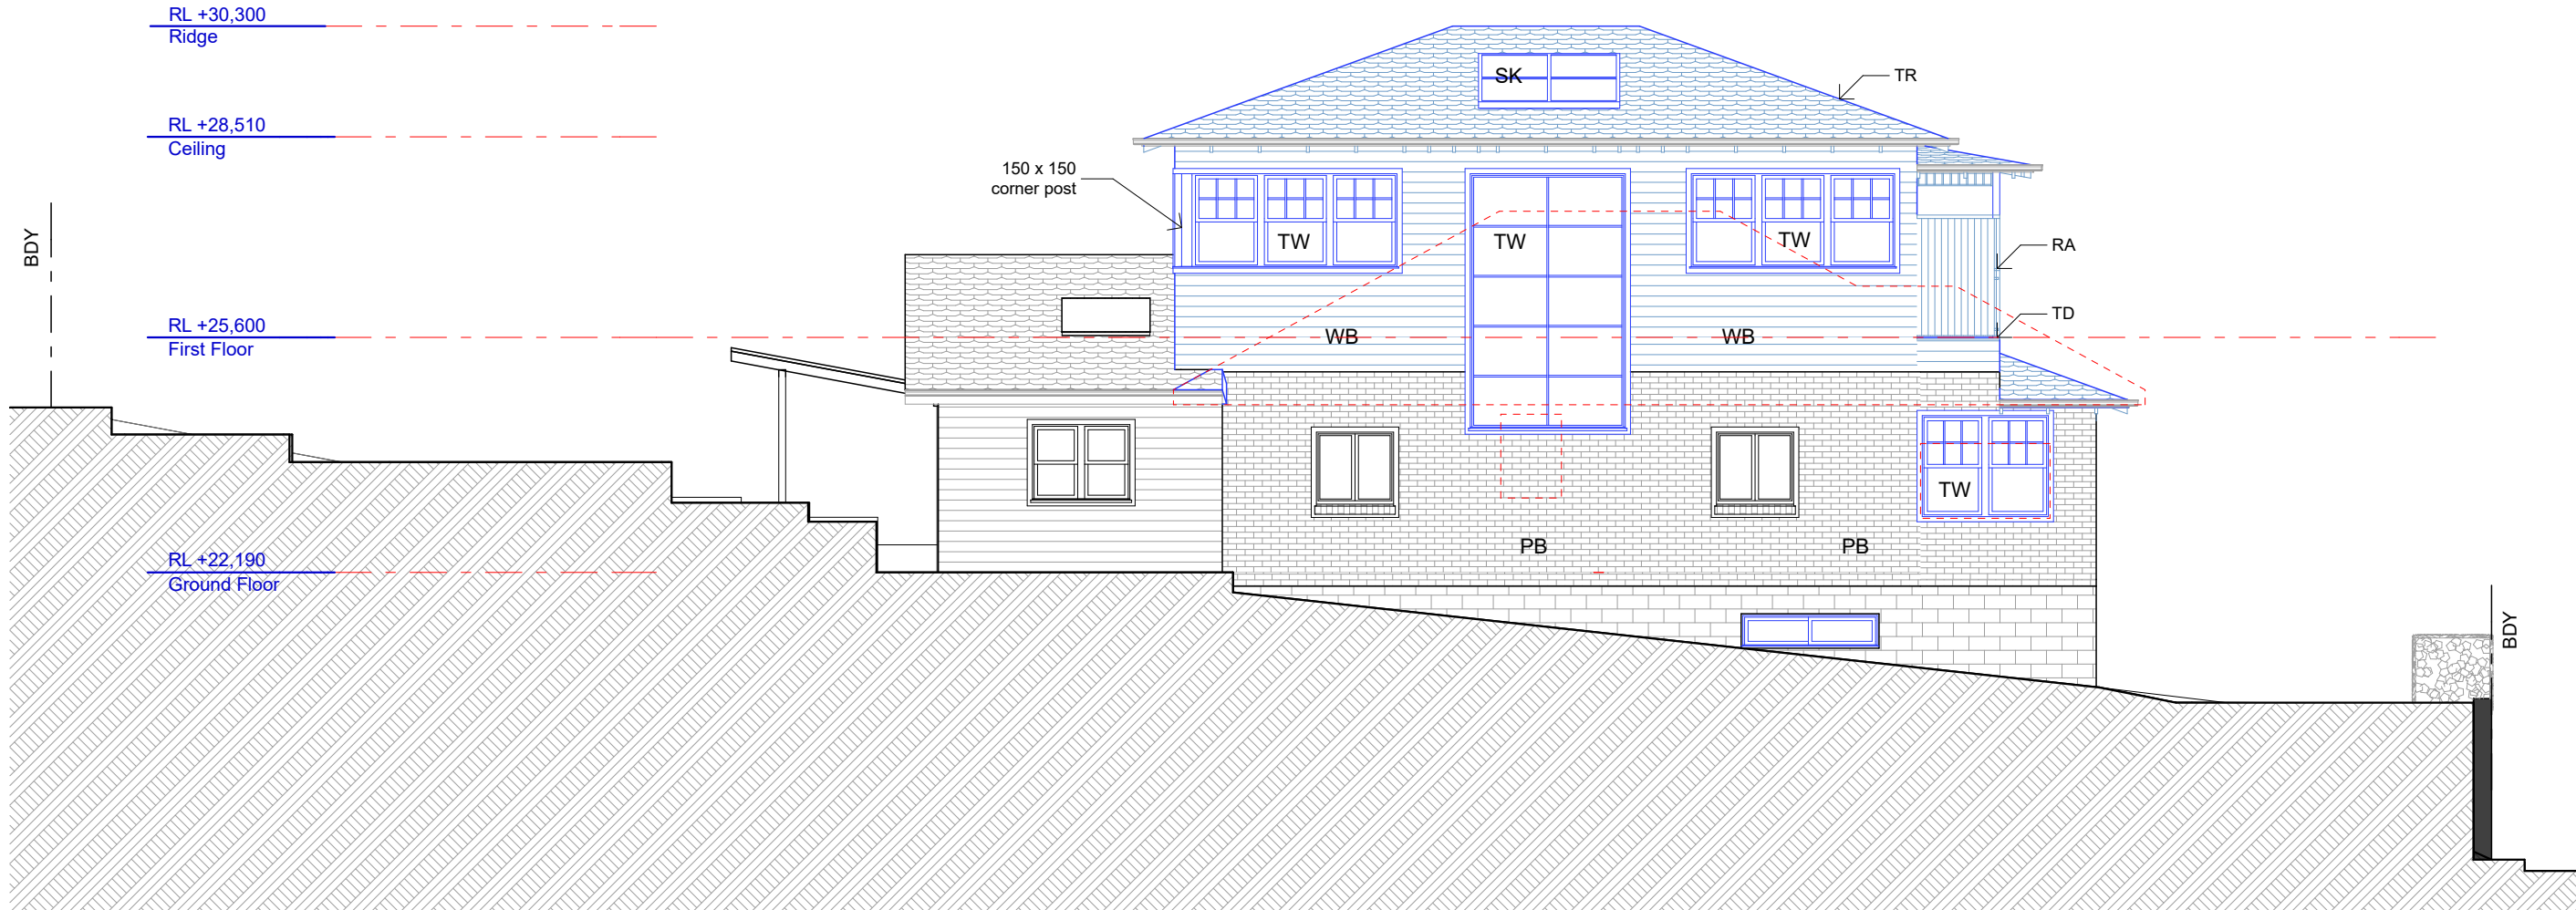 RL +30,300
Ridge
SK
TR
RL +28,510
Ceiling
150 x 150
corner post
BDY
TW
TW
TW
RA
TD
RL +25,600
First Floor
WB
WB
TW
PB
PB
RL +22,190
Ground Floor
BDY